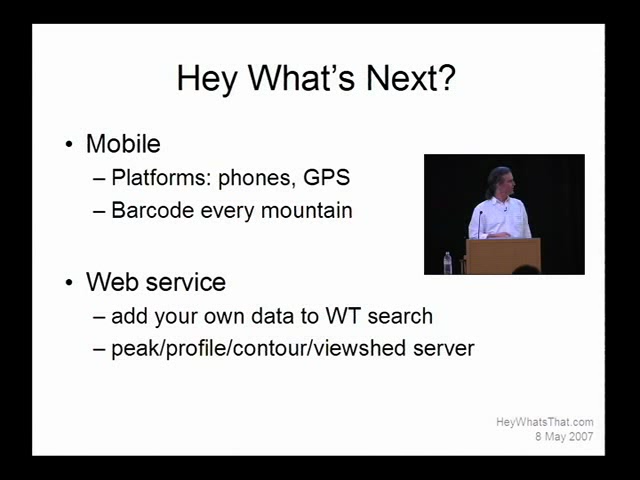 Hey What's Next?
• Mobile
– Platforms: phones, GPS
– Barcode every mountain
• Web service
– add your own data to WT search
– peak/profile/contour/viewshed server
HeyWhatsThat.com
8 May 2007